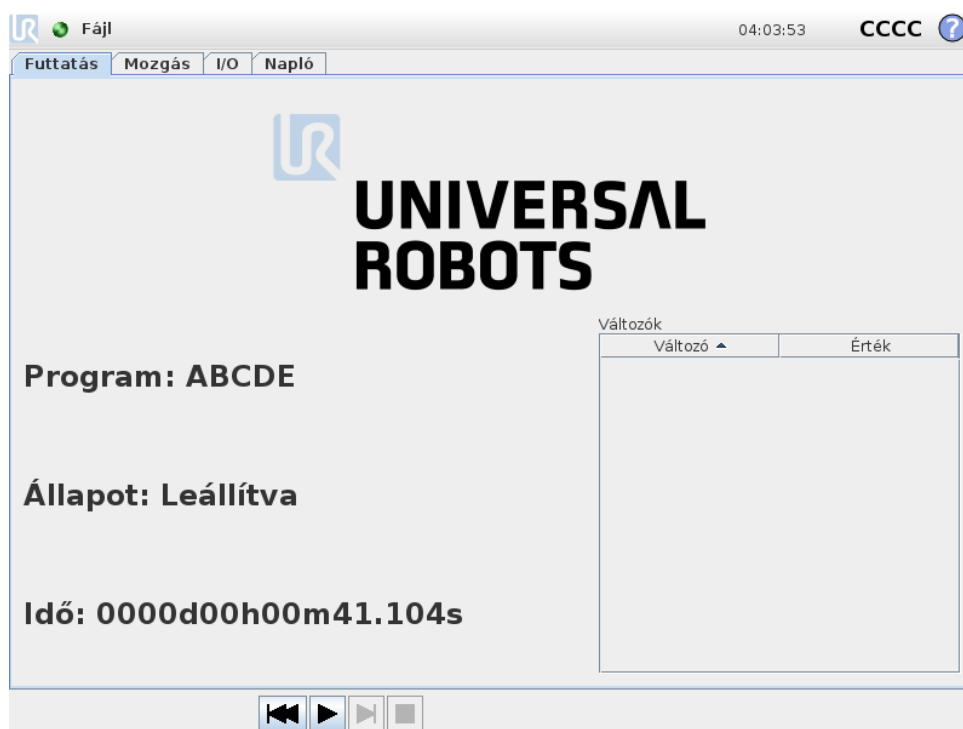 Fájl
04:03:53
CCCC
?
Futtatás
Mozgás
I/O
Napló
UR
UNIVERSAL
ROBOTS
Változók
Változó
Érték
Program: ABCDE
Állapot: Leállítva
Idő: 0000d00h00m41.104s